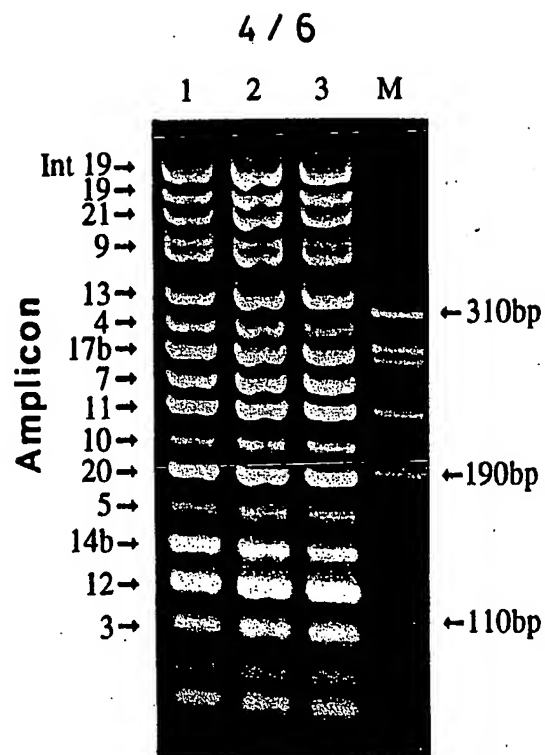 4/6
1 2 3 M
Int 19→
19→
21→
9→
13→
4→
←310bp
17b→
7→
11→
10→
20→
←190bp
5→
14b→
12→
3→
←110bp
Amplicon